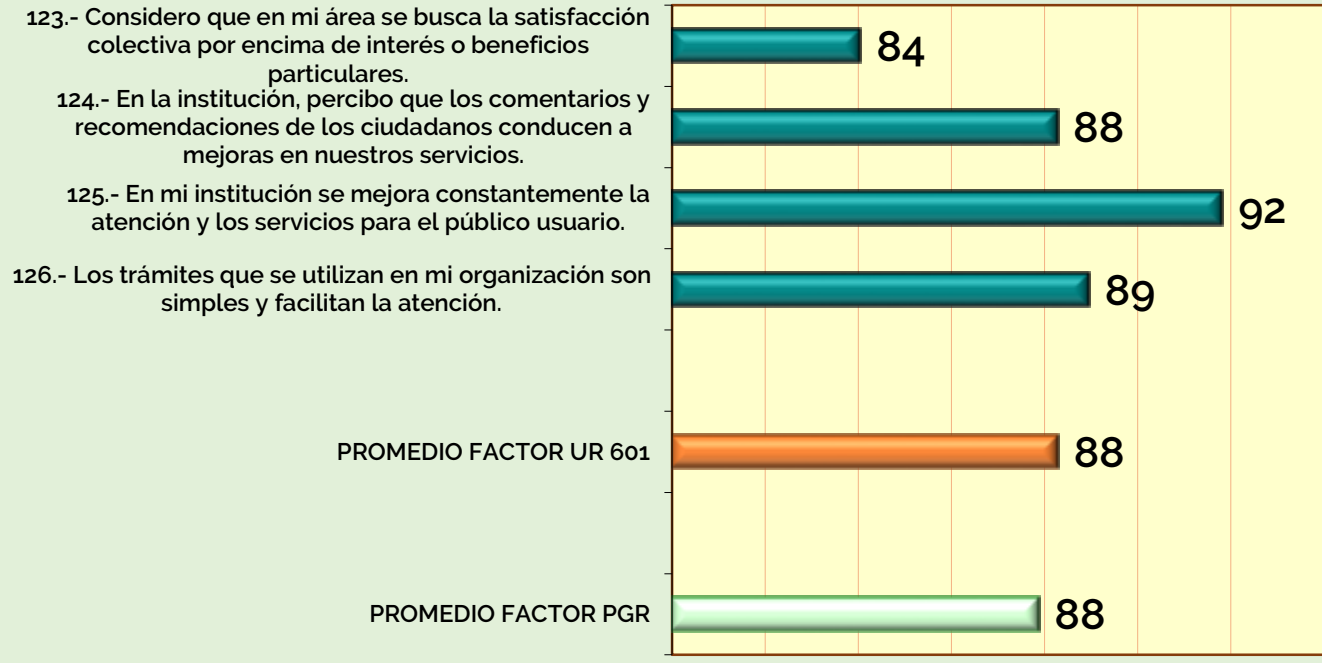 123.- Considero que en mi área se busca la satisfacción
colectiva por encima de interés o beneficios
particulares.
84
124.- En la institución, percibo que los comentarios y
recomendaciones de los ciudadanos conducen a
mejoras en nuestros servicios.
88
125.- En mi institución se mejora constantemente la
atención y los servicios para el público usuario.
92
126.- Los trámites que se utilizan en mi organización son
simples y facilitan la atención.
89
PROMEDIO FACTOR UR 601
88
PROMEDIO FACTOR PGR
88